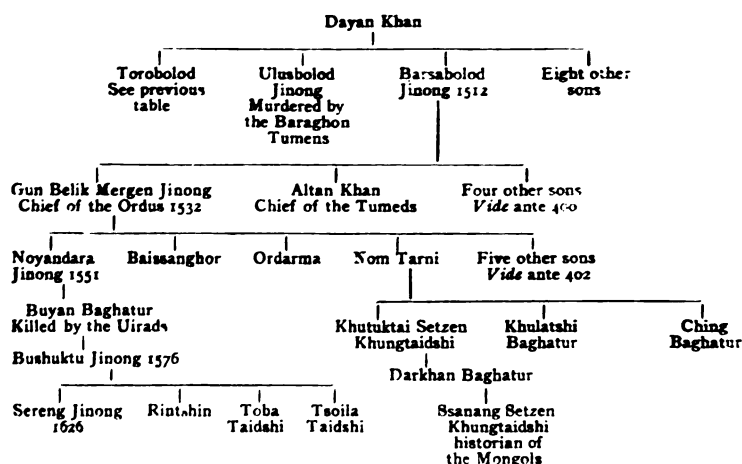 Dayan Khan
Torobolod
See previous
table
Ulusbolod
Jinong
Murdered by
the Baraghon
Tumens
Barsabolod
Jinong 1512
Eight other
sons
Gun Belik Mergen Jinong
Chief of the Ordus 1532
Altan Khan
Chief of the Tumeds
Four other sons
Vide ante
Noyandara
Jinong 1551
Baissanghor
Ordarma
Nom Tarni
Five other sons
Vide ante 402
Buyan Baghatur
Killed by the Uirads
Bushuktu Jinong 1576
Khutuktai Setzen
Khungtaidshi
Khulatshi
Baghatur
Ching
Baghatur
Darkhan Baghatur
Sereng Jinong
1626
Rintshin
Toba
Taidshi
Tsoila
Taidshi
Ssanang Setzen
Khungtaidshi
historian of
the Mongols